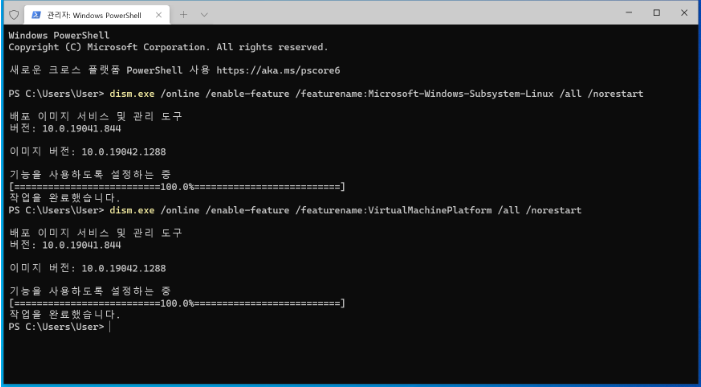 관리자: Windows PowerShell
Windows PowerShell
Copyright (C) Microsoft Corporation. All rights reserved.
새로운 크로스 플랫폼 PowerShell 사용 https://aka.ms/pscore6
PS C:\Users\User> dism.exe /online /enable-feature /featurename:Microsoft-Windows-Subsystem-Linux /all /norestart
배포 이미지 서비스 및 관리 도구
버전: 10.0.19041.844
이미지 버전: 10.0.19042.1288
기능을 사용하도록 설정하는 중
[==========================100.0%==========================]
작업을 완료했습니다.
PS C:\Users\User> dism.exe /online /enable-feature /featurename:VirtualMachinePlatform /all /norestart
배포 이미지 서비스 및 관리 도구
버전: 10.0.19041.844
이미지 버전: 10.0.19042.1288
기능을 사용하도록 설정하는 중
[==========================100.0%==========================]
작업을 완료했습니다.
PS C:\Users\User>